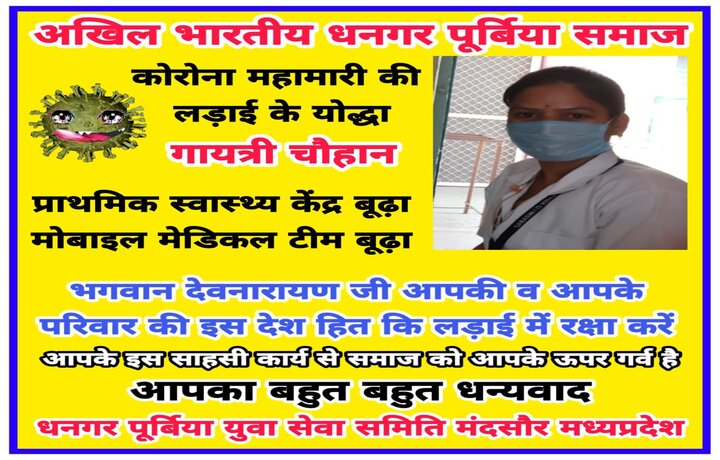 अखिल भारतीय धनगर पूर्बिया समाज
कोरोना महामारी की
लड़ाई के योद्धा
गायत्री चौहान
प्राथमिक स्वास्थ्य केंद्र बूढ़ा
मोबाइल मेडिकल टीम बूढ़ा
भगवान देवनारायण जी आपकी व आपके
परिवार की इस देश हित कि लड़ाई में रक्षा करें
आपके इस साहसी कार्य से समाज को आपके ऊपर गर्व है
आपका बहुत बहुत धन्यवाद
धनगर पूर्बिया युवा सेवा समिति मंदसौर मध्यप्रदेश